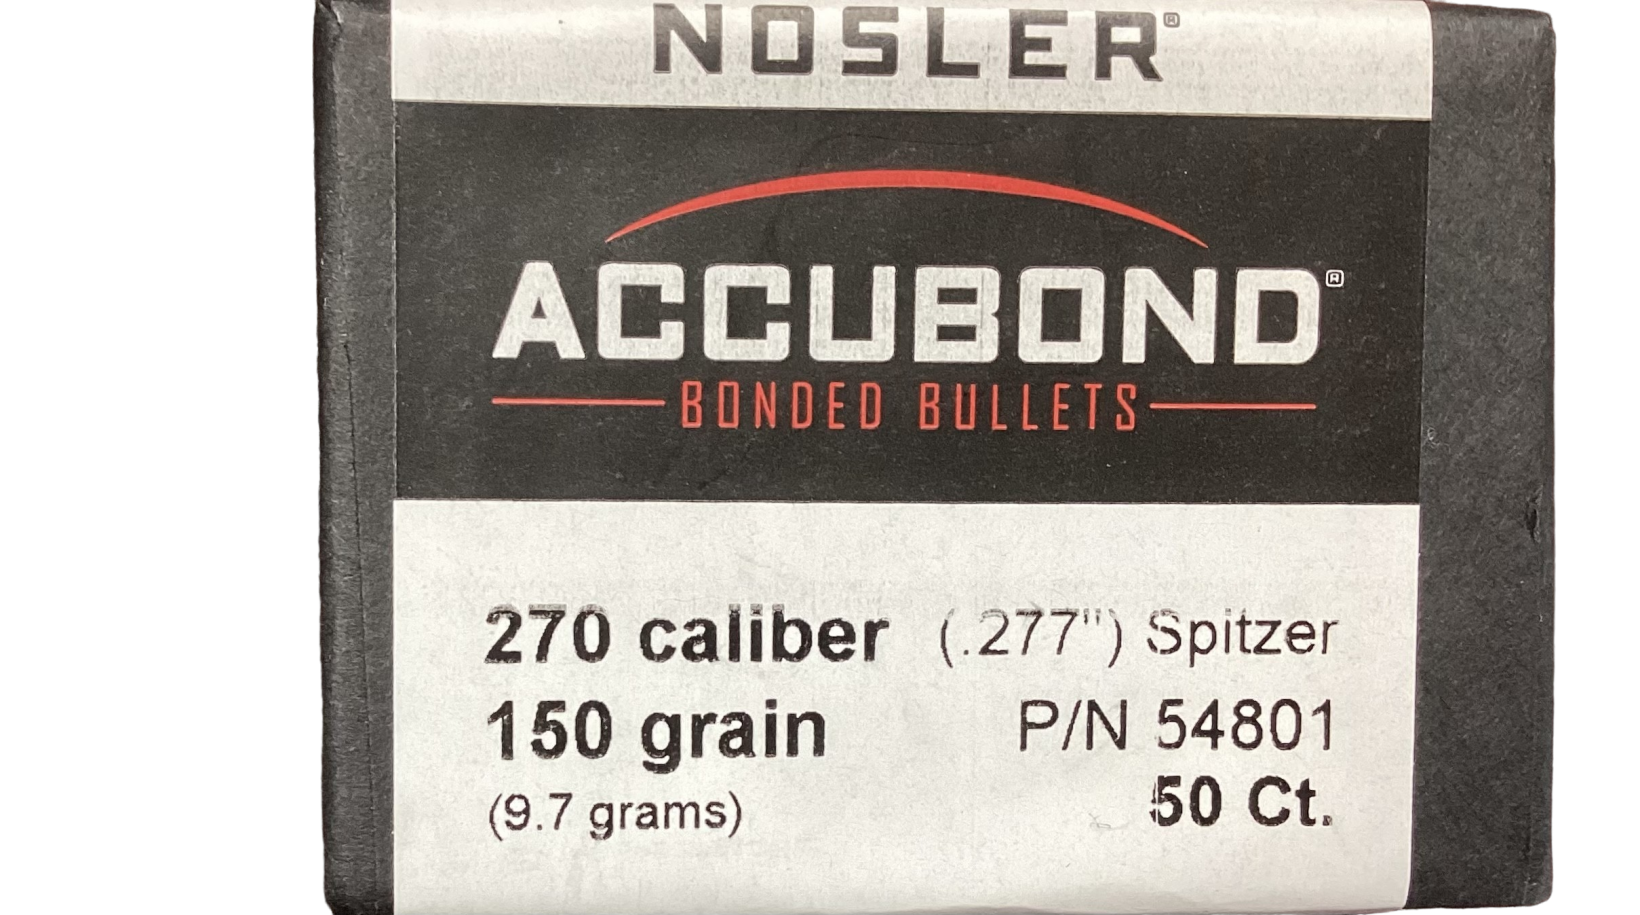 NOSLER®
ACCUBOND®
BONDED BULLETS
270 caliber (.277") Spitzer
150 grain P/N 54801
(9.7 grams) 50 Ct.